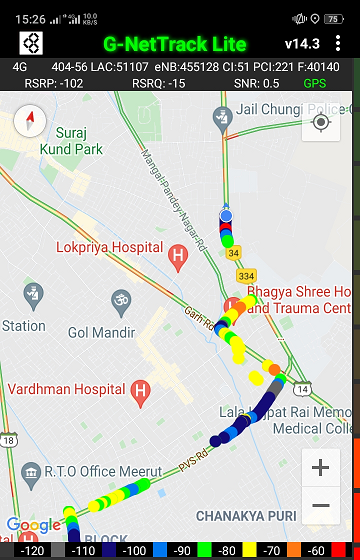 15:26 4G 10.0 KB/S 75
G-NetTrack Lite v14.3
4G 404-56 LAC:51107 eNB:455128 CI:51 PCI:221 F:40140
RSRP: -102 RSRQ: -15 SNR: 0.5 GPS
Jail Chungi Police C
Suraj
Kund Park
Mangal-Pandey-Nagar-Rd
Lokpriya Hospital
H
34
334
Bhagya Shree Ho
and Trauma Cent
Station
Gol Mandir
Garh Rd
Vardhman Hospital
H
14
Lala Lajpat Rai Memo
Medical Colle
18
PVS Rd
R.T.O Office Meerut
+
−
CHANAKYA PURI
Google
BLOCK
-120 -110 -100 -90 -80 -70 -60